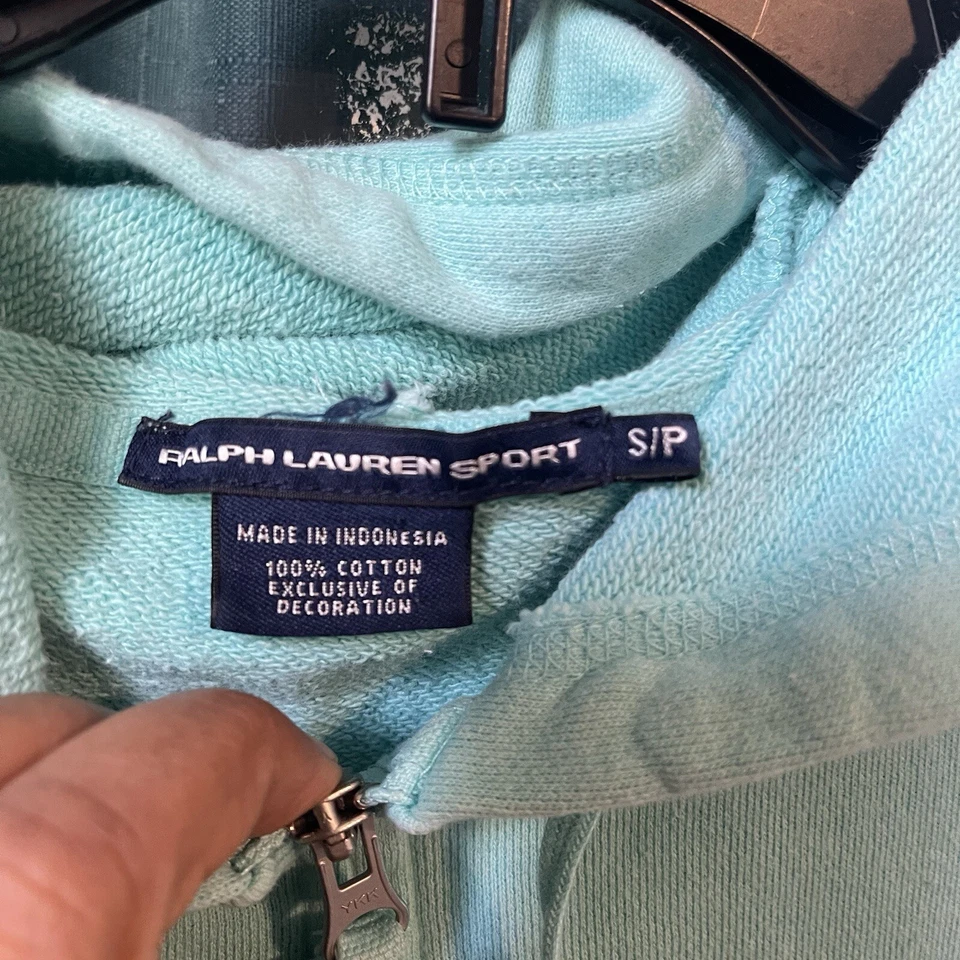 RALPH LAUREN SPORT S/P
MADE IN INDONESIA
100% COTTON
EXCLUSIVE OF
DECORATION
YKK